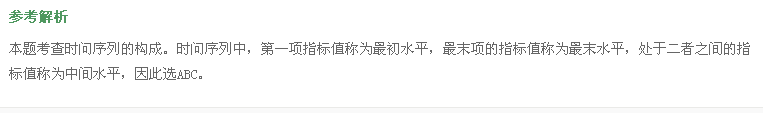 参考解析
本题考查时间序列的构成。时间序列中，第一项指标值称为最初水平，最末项的指标值称为最末水平，处于二者之间的指
标值称为中间水平，因此选ABC。